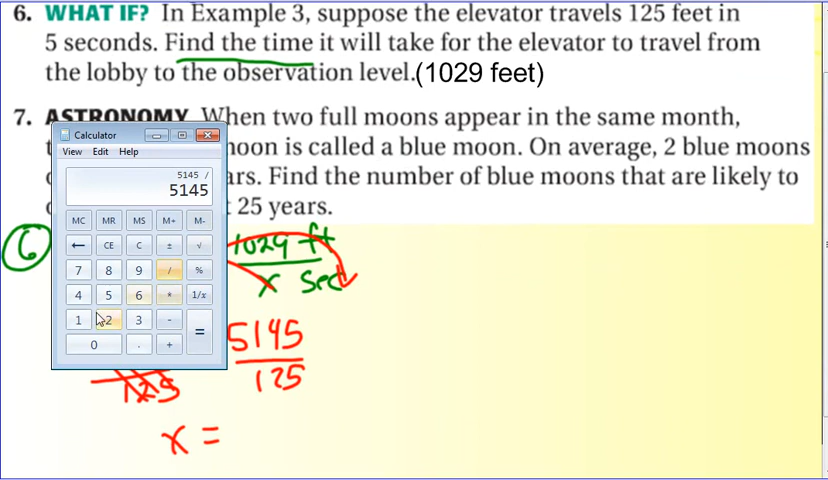 6. WHAT IF? In Example 3, suppose the elevator travels 125 feet in
5 seconds. Find the time it will take for the elevator to travel from
the lobby to the observation level.(1029 feet)
7. ASTRONOMY When two full moons appear in the same month,
moon is called a blue moon. On average, 2 blue moons
ars. Find the number of blue moons that are likely to
25 years.
Calculator
View Edit Help
5145 /
5145
MC MR MS M+ M-
← CE C ± √
7 8 9 / %
4 5 6 * 1/x
1 2 3 - =
0 . +
6
1029 ft
x sec
5145
125
125
x =